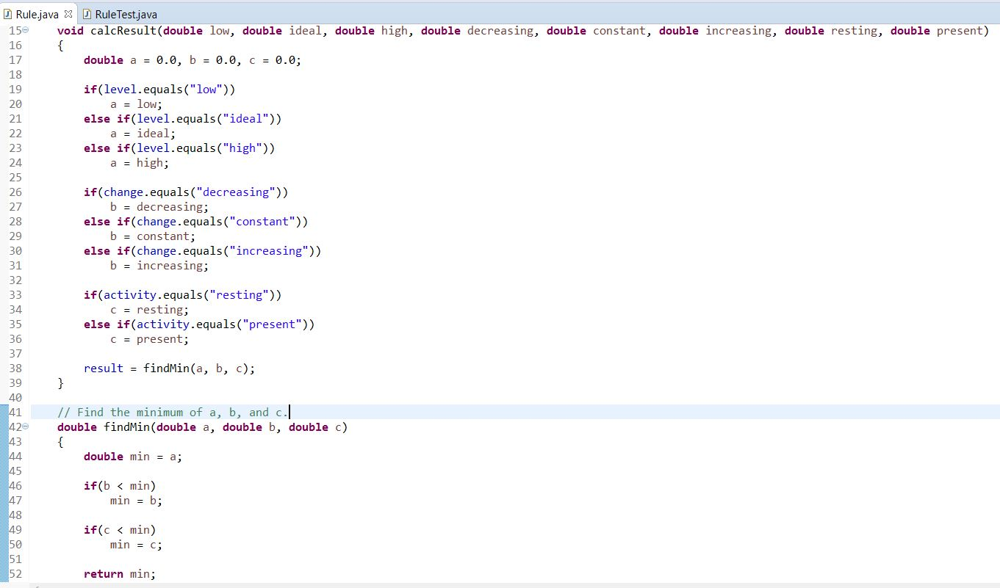 Rule.java RuleTest.java
15 void calcResult(double low, double ideal, double high, double decreasing, double constant, double increasing, double resting, double present)
16 {
17 double a = 0.0, b = 0.0, c = 0.0;
18
19 if(level.equals("low"))
20 a = low;
21 else if(level.equals("ideal"))
22 a = ideal;
23 else if(level.equals("high"))
24 a = high;
25
26 if(change.equals("decreasing"))
27 b = decreasing;
28 else if(change.equals("constant"))
29 b = constant;
30 else if(change.equals("increasing"))
31 b = increasing;
32
33 if(activity.equals("resting"))
34 c = resting;
35 else if(activity.equals("present"))
36 c = present;
37
38 result = findMin(a, b, c);
39 }
40
41 // Find the minimum of a, b, and c.
42 double findMin(double a, double b, double c)
43 {
44 double min = a;
45
46 if(b < min)
47 min = b;
48
49 if(c < min)
50 min = c;
51
52 return min;